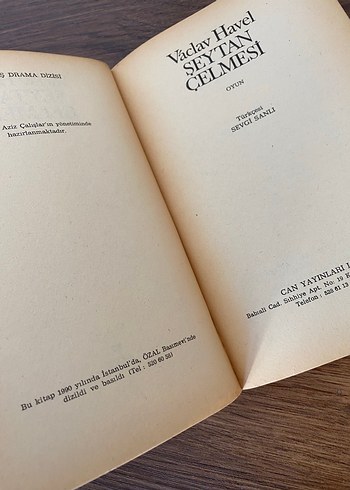 Ş DRAMA DİZİSİ
Aziz Çalışlar'ın yönetiminde
hazırlanmaktadır.
Bu kitap 1990 yılında İstanbul'da, ÖZAL Basımevi'nde
dizildi ve basıldı (Tel : 525 60 56)
Václav Havel
ŞEYTAN
ÇELMESİ
OYUN
Türkçesi
SEVGİ SANLI
CAN YAYINLARI
Babıali Cad. Sıhhiye Apt. No: 19
Telefon : 526 61 13